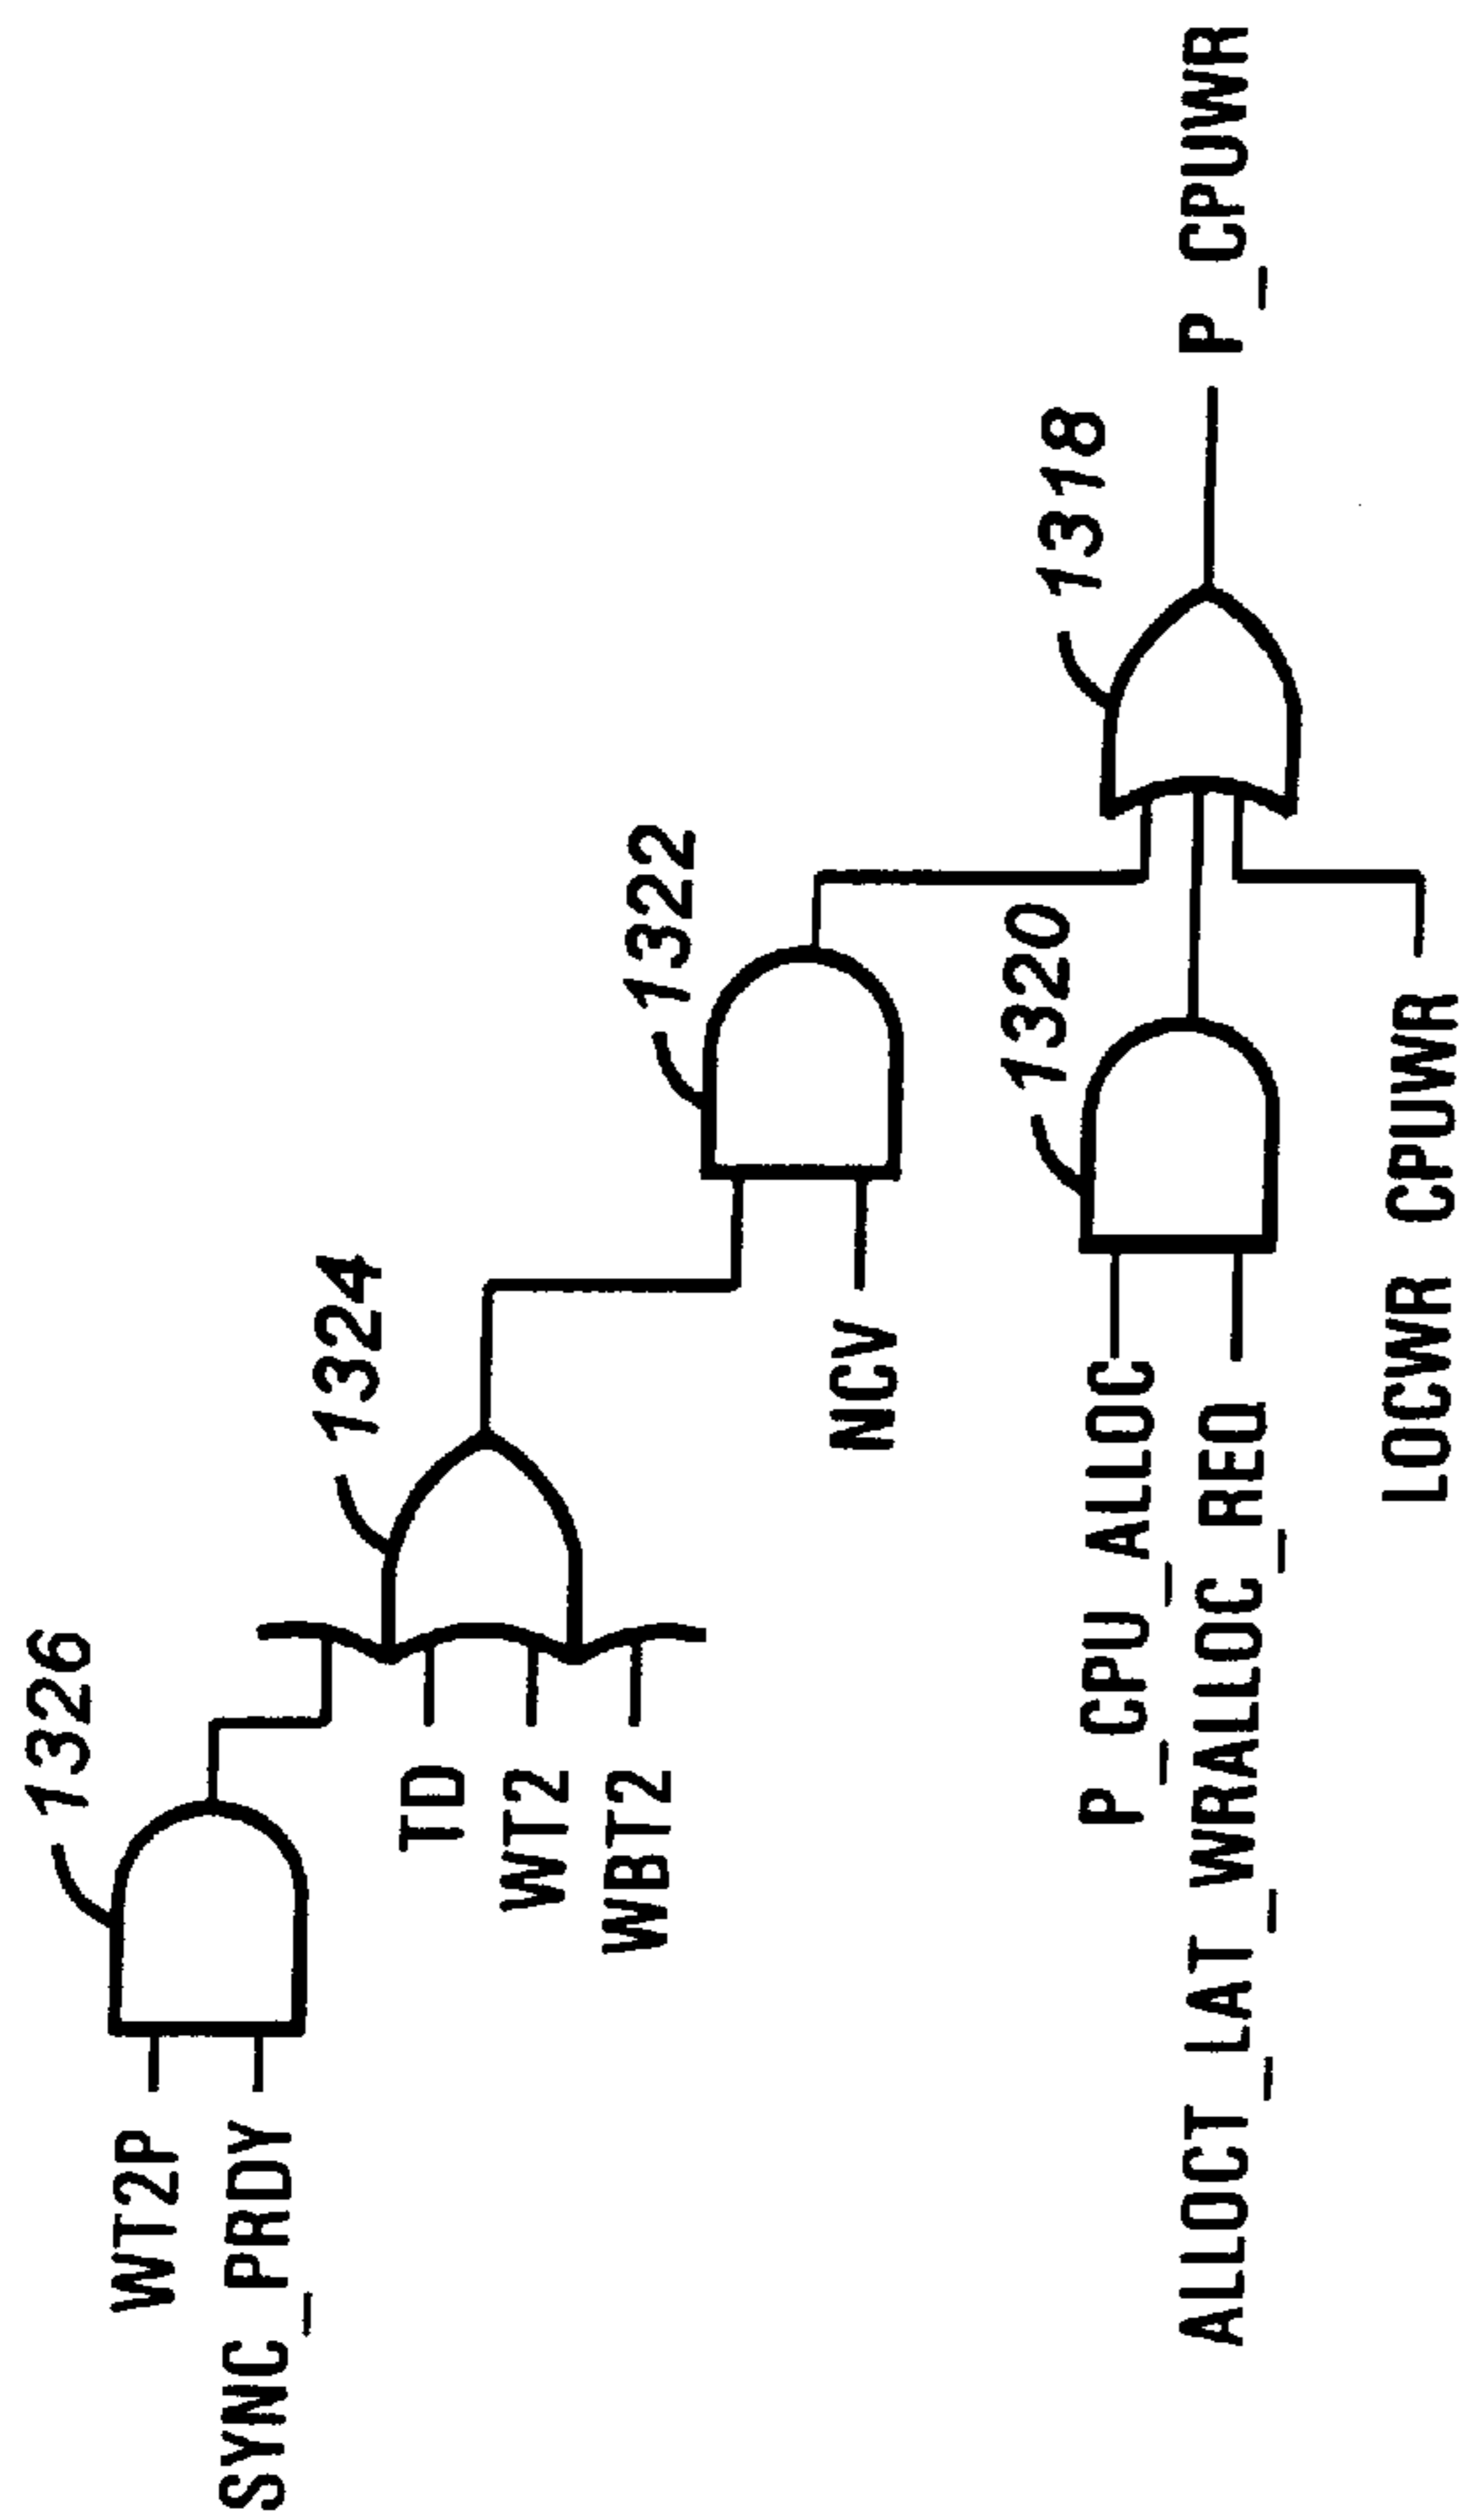 1326
WT2P
SYNC_PRDY
1324
TD
WT2
WBT2
1322
NCV
1318
P_CPUWR
1320
P_CPU_ALLOC
ALLOCT_LAT_WRALLOC_REQ
LOCWR CPUWR